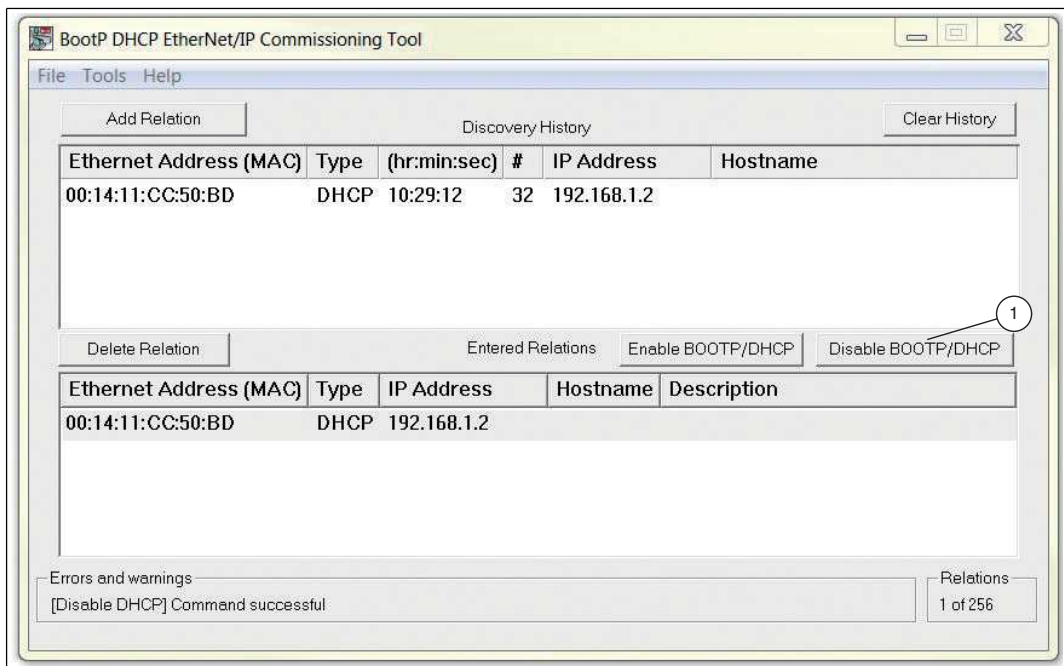 BootP DHCP EtherNet/IP Commissioning Tool
File Tools Help
Add Relation Discovery History Clear History
Ethernet Address (MAC) Type (hr:min:sec) # IP Address Hostname
00:14:11:CC:50:BD DHCP 10:29:12 32 192.168.1.2
1
Delete Relation Entered Relations Enable BOOTP/DHCP Disable BOOTP/DHCP
Ethernet Address (MAC) Type IP Address Hostname Description
00:14:11:CC:50:BD DHCP 192.168.1.2
Errors and warnings Relations
[Disable DHCP] Command successful 1 of 256